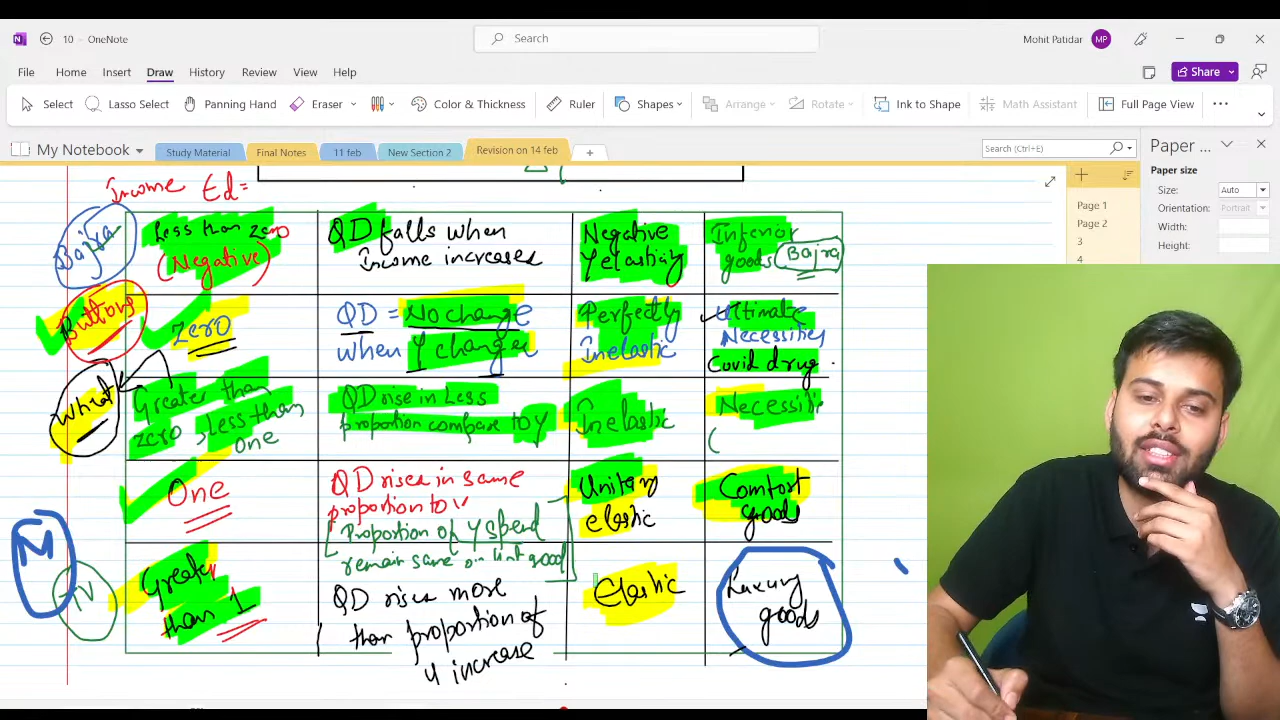 10 - OneNote
Search
Mohit Patidar MP
File Home Insert Draw History Review View Help
Share
Select Lasso Select Panning Hand Eraser Color & Thickness Ruler Shapes Arrange Rotate Ink to Shape Math Assistant Full Page View
My Notebook Study Material Final Notes 11 feb New Section 2 Revision on 14 feb
Search (Ctrl+E)
Paper
Paper size
Size: Auto
Orientation: Portrait
Width:
Height:
Page 1
Page 2
3
4
Income Ed=
Bajra
Less than zero
(Negative)
QD falls when
Income increases
Negative
Yelasticity
Inferior
goods (Bajra)
Buttons
Zero
QD = No change
when Y changes
Perfectly
Inelastic
Ultimate
Necessities
Covid drug
Wheat
Greater than
zero, less than
one
QD rise in Less
proportion compare to Y
Inelastic
Necessiti
(
One
QD rises in same
proportion to Y
[Proportion of Y spend
remain same on that good]
Unitary
elastic
Comfort
goods
M
TV
Greater
than 1
QD rises more
than proportion of
Y increase
Elastic
Luxury
goods